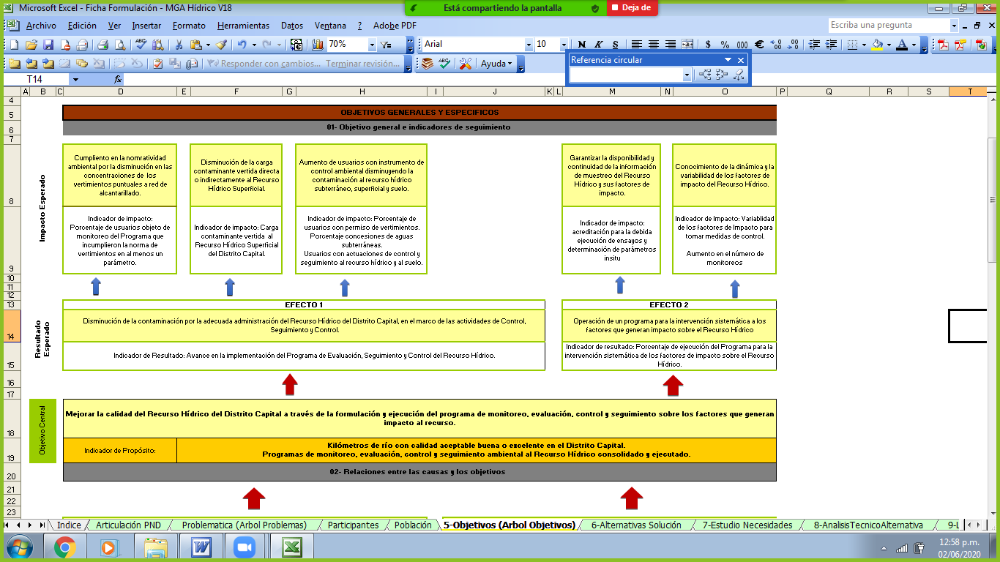 Microsoft Excel - Ficha Formulación - MGA Hídrico V18
Está compartiendo la pantalla
Deja de
Archivo Edición Ver Insertar Formato Herramientas Datos Ventana ? Adobe PDF
Escriba una pregunta
70%
Arial
10
N K S
$ % 000 €
Responder con cambios... Terminar revisión...
Ayuda
Referencia circular
T14
fx
A B C D E F G H I J K L M N O P Q R S T
4
5
6
7
8
9
10
11
12
13
14
15
16
17
18
19
20
21
22
23
OBJETIVOS GENERALES Y ESPECIFICOS
01- Objetivo general e indicadores de seguimiento
Impacto Esperado
Cumpliento en la nomratividad
ambiental por la disminución en las
concentraciones de los
vertimientos puntuales a red de
alcantarillado.
Indicador de impacto:
Porcentaje de usuarios objeto de
monitoreo del Programa que
incumplieron la norma de
vertimientos en al menos un
parámetro.
Disminución de la carga
contaminante vertida directa
o indirectamente al Recurso
Hídrico Superficial.
Indicador de impacto: Carga
contaminante vertida al
Recurso Hídrico Superficial
del Distrito Capital.
Aumento de usuarios con instrumento de
control ambiental disminuyendo la
contaminación al recurso hídrico
subterráneo, superficial y suelo.
Indicador de impacto: Porcentaje de
usuarios con permiso de vertimientos.
Porcentaje concesiones de aguas
subterráneas.
Usuarios con actuaciones de control y
seguimiento al recurso hídrico y al suelo.
Garantizar la disponibilidad y
continuidad de la información
de muestreo del Recurso
Hídrico y sus factores de
impacto.
Indicador de impacto:
acreditación para la debida
ejecución de ensayos y
determinación de parámetros
insitu
Conocimiento de la dinámica y la
variabilidad de los factores de
impacto del Recurso Hídrico.
Indicador de Impacto: Variablidad
de los factores de Impacto para
tomar medidas de control.
Aumento en el número de
monitoreos
Resultado
Esperado
EFECTO 1
Disminución de la contaminación por la adecuada administración del Recurso Hídrico del Distrito Capital, en el marco de las actividades de Control,
Seguimiento y Control.
Indicador de Resultado: Avance en la implementación del Programa de Evaluación, Seguimiento y Control del Recurso Hídrico.
EFECTO 2
Operación de un programa para la intervención sistemática a los
factores que generan impacto sobre el Recurso Hídrico
Indicador de resultado: Porcentaje de ejecución del Programa para la
intervención sistemática de los factores de impacto sobre el Recurso
Hídrico.
Objetivo Central
Mejorar la calidad del Recurso Hídrico del Distrito Capital a través de la formulación y ejecución del programa de monitoreo, evaluación, control y seguimiento sobre los factores que generan
impacto al recurso.
Indicador de Propósito:
Kilómetros de río con calidad aceptable buena o excelente en el Distrito Capital.
Programas de monitoreo, evaluación, control y seguimiento ambiental al Recurso Hídrico consolidado y ejecutado.
02- Relaciones entre las causas y los objetivos
Indice Articulación PND Problematica (Arbol Problemas) Participantes Población 5-Objetivos (Arbol Objetivos) 6-Alternativas Solución 7-Estudio Necesidades 8-AnalisisTecnicoAlternativa 9-L
12:58 p.m.
02/06/2020